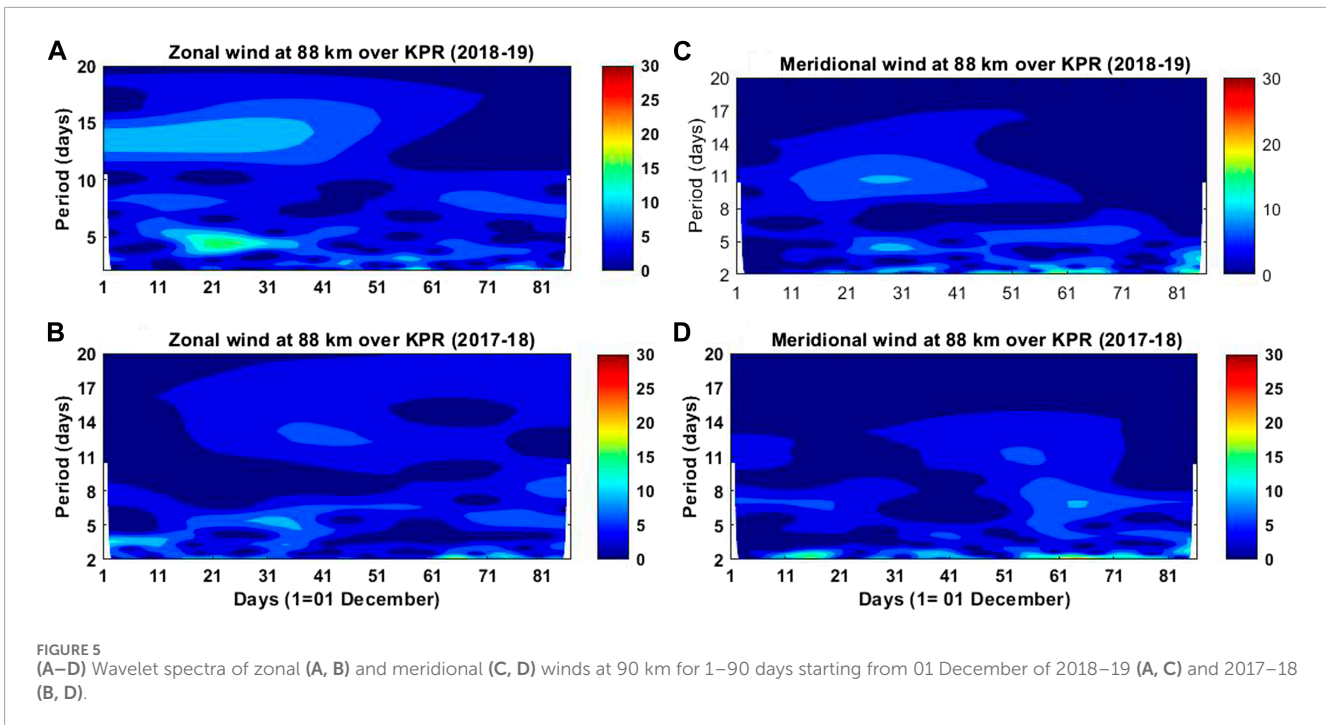 A
Zonal wind at 88 km over KPR (2018-19)
20
15
10
5
Period (days)
1 11 21 31 41 51 61 71 81
30
25
20
15
10
5
0
C
Meridional wind at 88 km over KPR (2018-19)
20
17
14
11
8
5
2
Period (days)
1 11 21 31 41 51 61 71 81
30
20
10
0
B
Zonal wind at 88 km over KPR (2017-18)
20
17
14
11
8
5
2
Period (days)
1 11 21 31 41 51 61 71 81
Days (1=01 December)
30
25
20
15
10
5
0
D
Meridional wind at 88 km over KPR (2017-18)
20
17
14
11
8
5
2
Period (days)
1 11 21 31 41 51 61 71 81
Days (1= 01 December)
30
25
20
15
10
5
0
FIGURE 5
(A–D) Wavelet spectra of zonal (A, B) and meridional (C, D) winds at 90 km for 1–90 days starting from 01 December of 2018–19 (A, C) and 2017–18
(B, D).